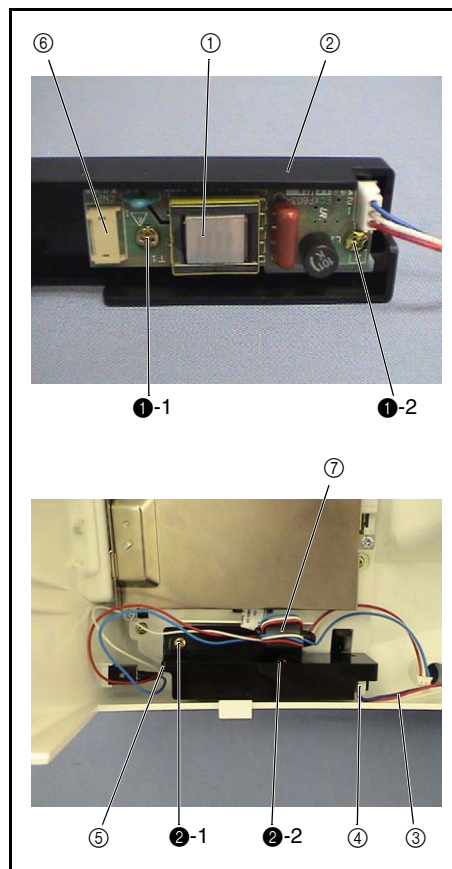 ⑥ ① ②
❶-1 ❶-2
⑦
⑤ ❷-1 ❷-2 ④ ③